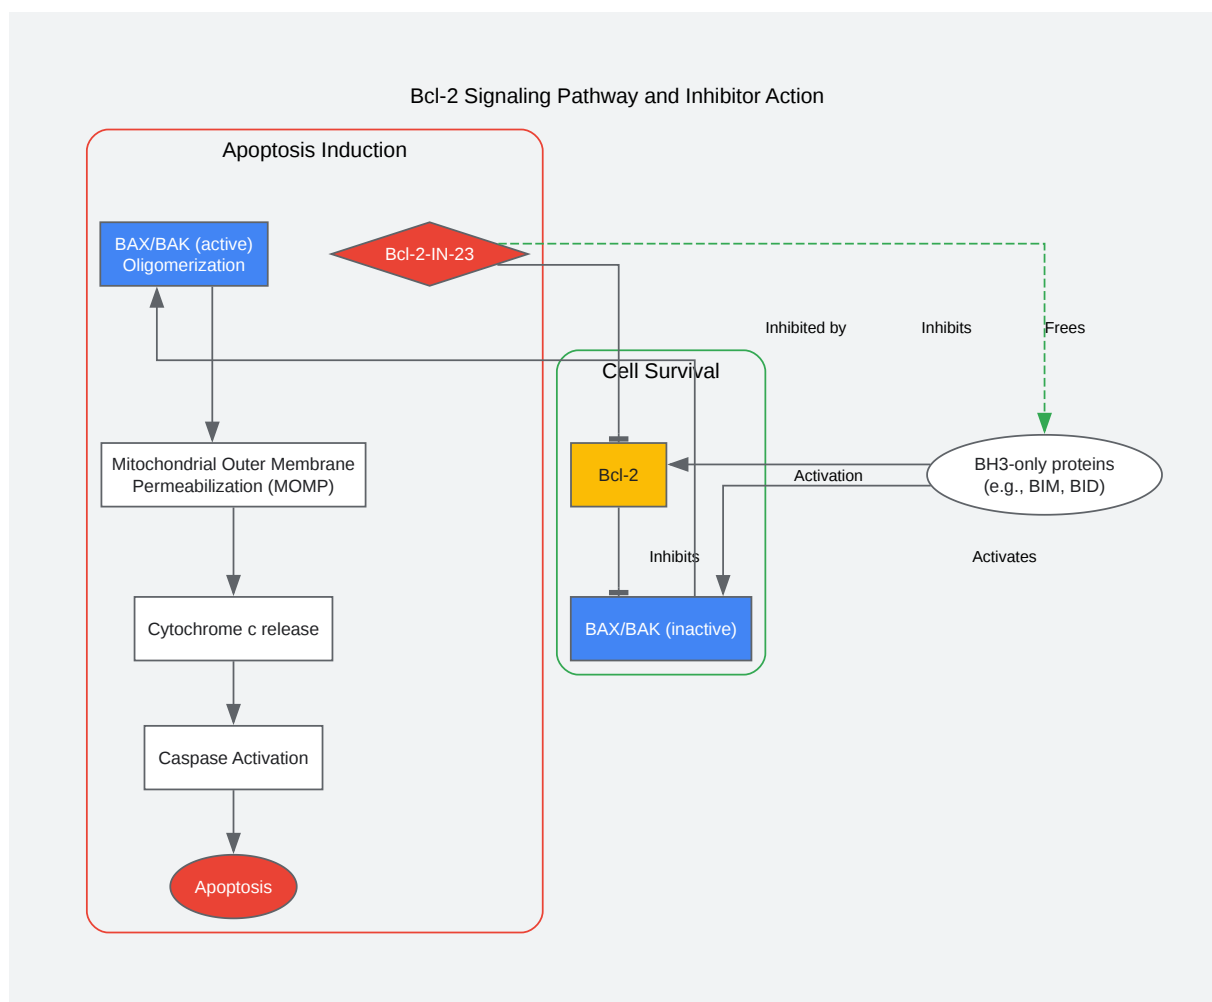 Bcl-2 Signaling Pathway and Inhibitor Action
Apoptosis Induction
BAX/BAK (active)
Oligomerization
Bcl-2-IN-23
Inhibited by
Inhibits
Frees
Cell Survival
Mitochondrial Outer Membrane
Permeabilization (MOMP)
Bcl-2
Activation
BH3-only proteins
(e.g., BIM, BID)
Inhibits
Activates
Cytochrome c release
BAX/BAK (inactive)
Caspase Activation
Apoptosis